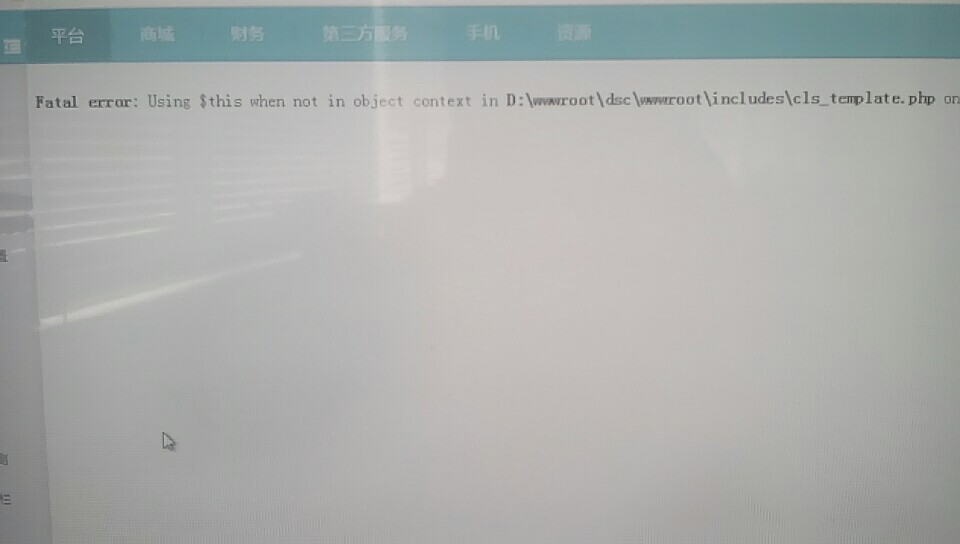 平台 商城 财务 第三方服务 手机 资源
Fatal error: Using $this when not in object context in D:\wwwroot\dsc\wwwroot\includes\cls_template.php on
置